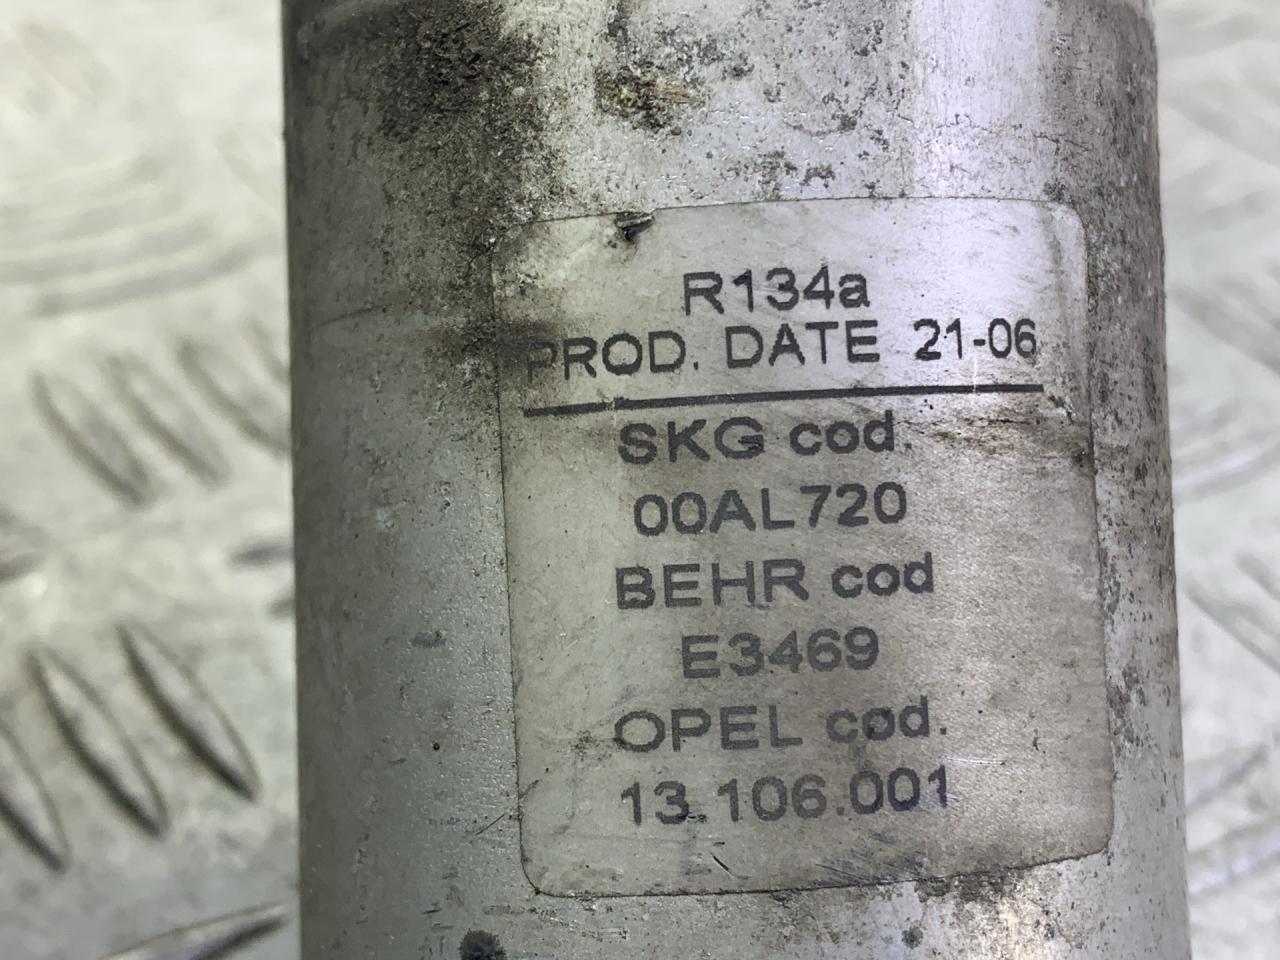 R134a
PROD. DATE 21-06
SKG cod.
00AL720
BEHR cod
E3469
OPEL cod.
13.106.001